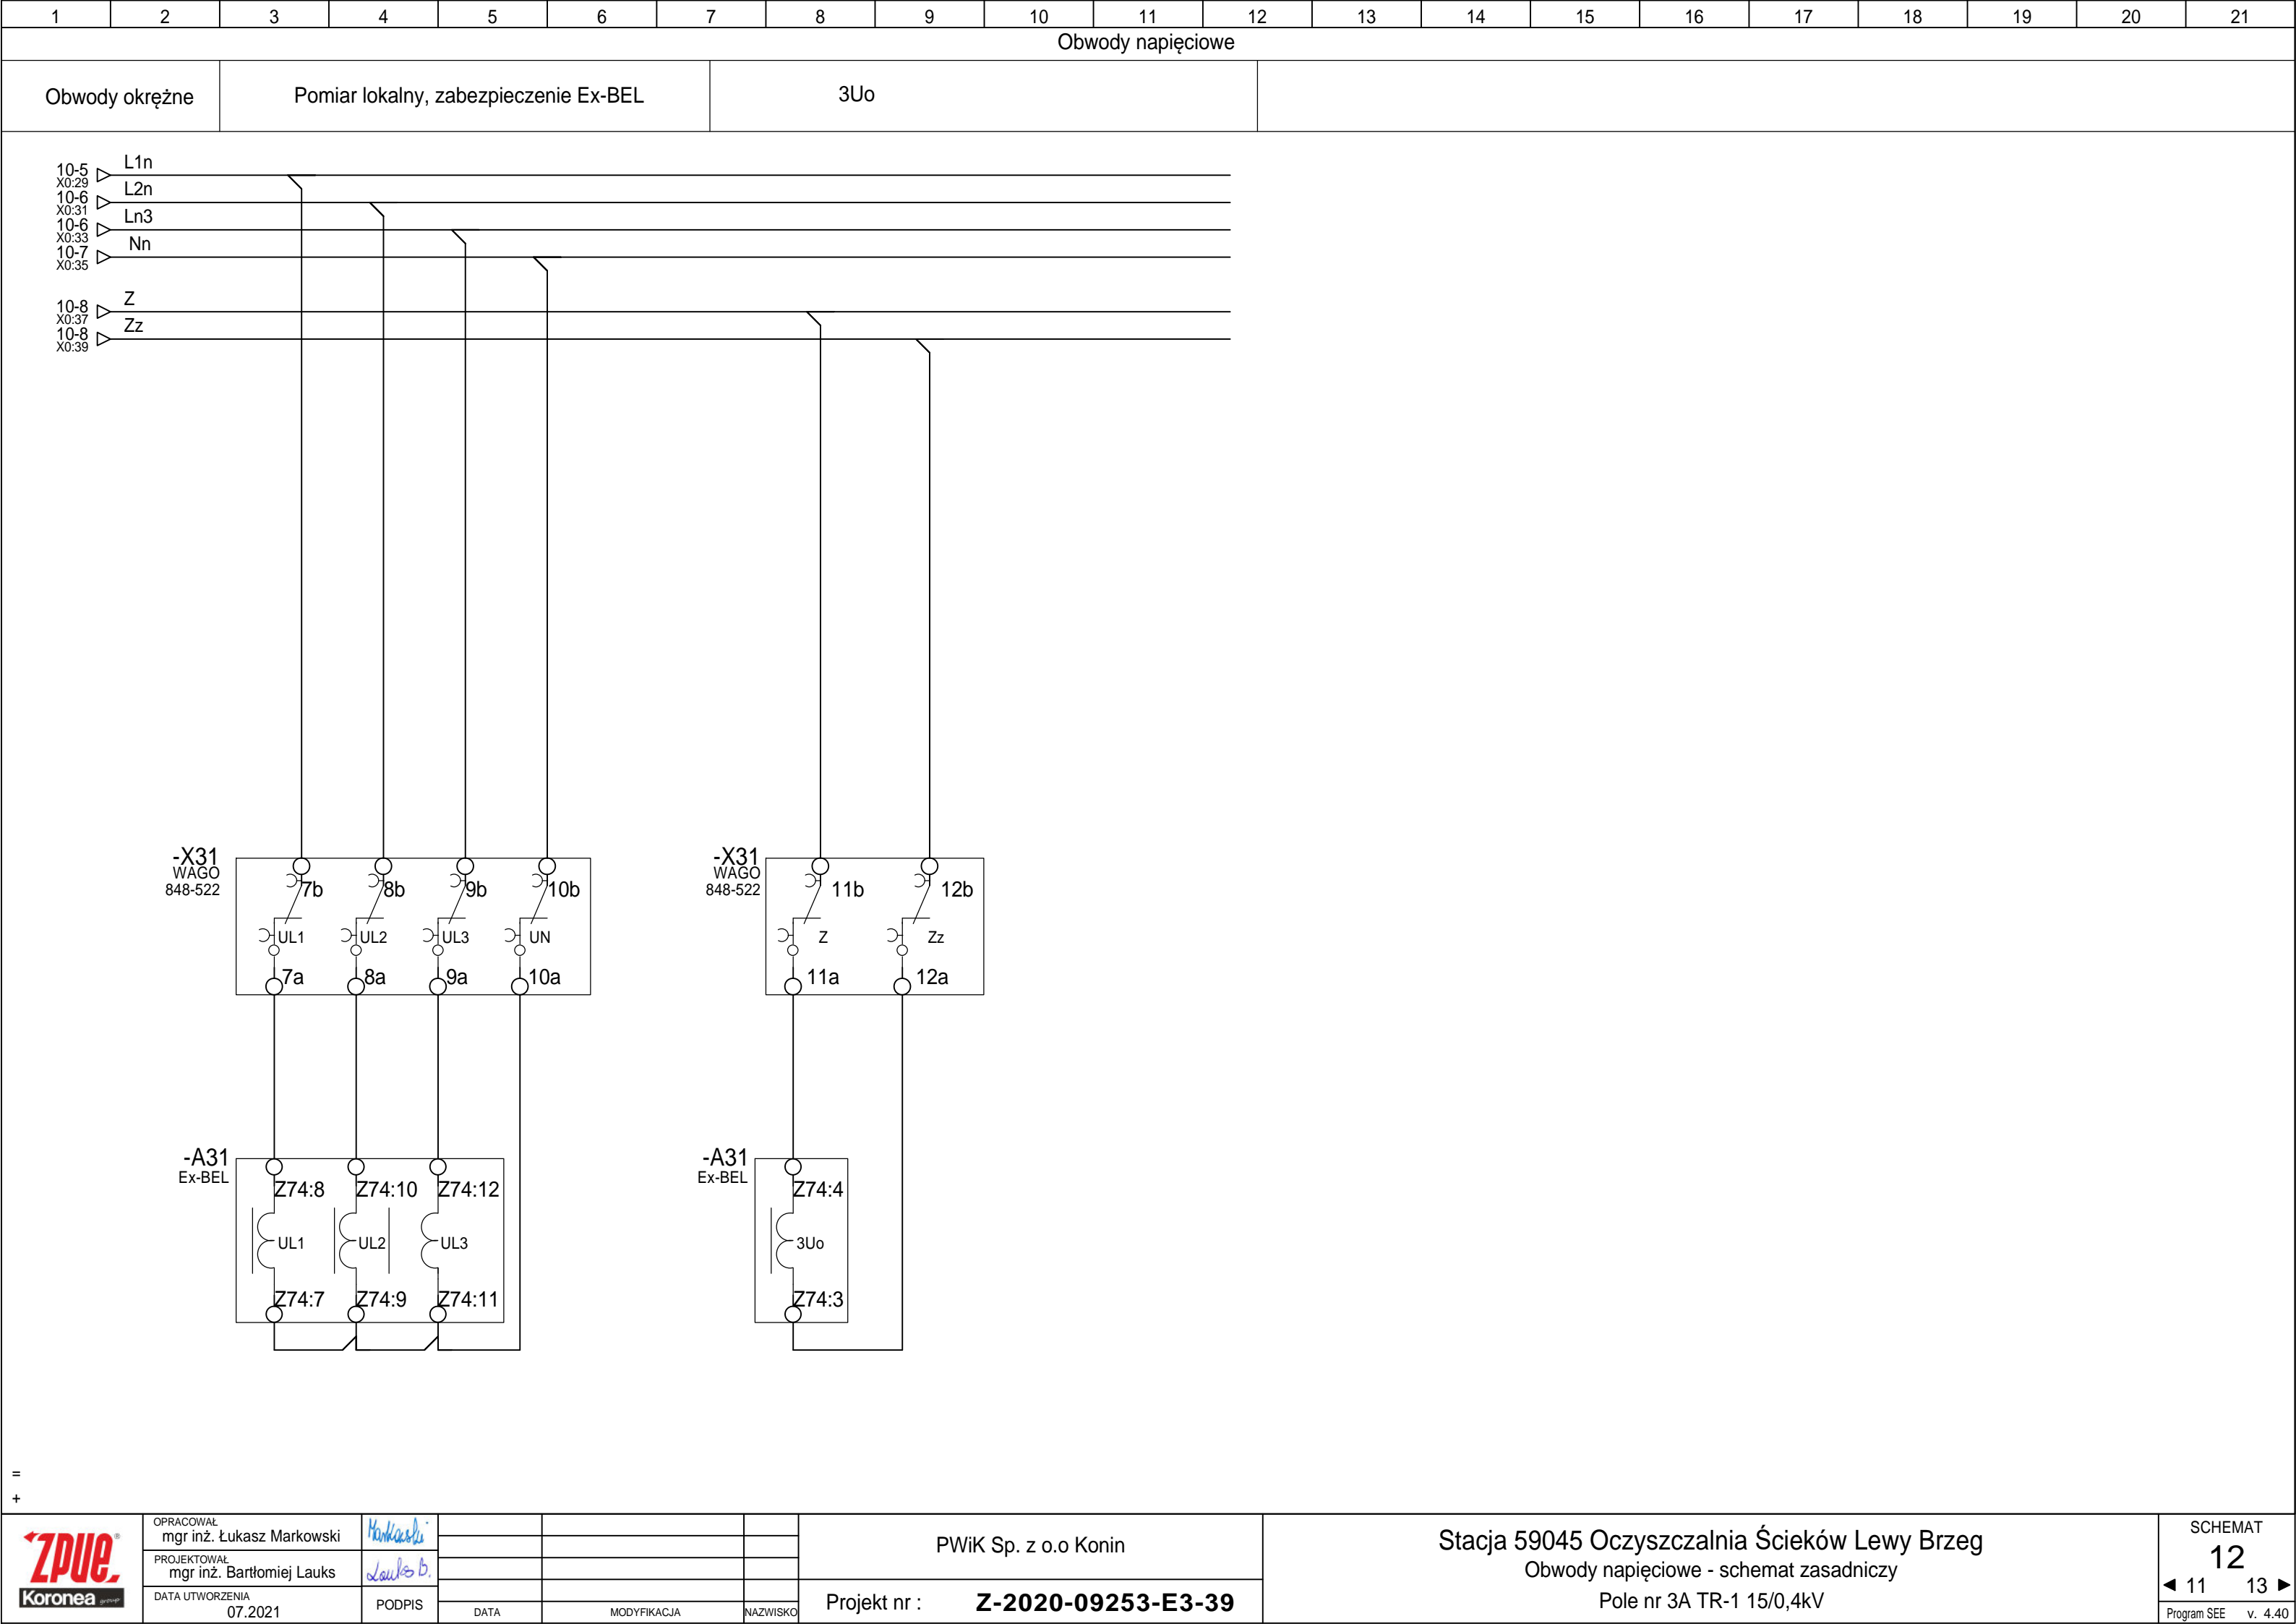 1 2 3 4 5 6 7 8 9 10 11 12 13 14 15 16 17 18 19 20 21
Obwody napięciowe
Obwody okrężne
Pomiar lokalny, zabezpieczenie Ex-BEL
3Uo
10-5 L1n
X0:29
10-6 L2n
X0:31
10-6 Ln3
X0:33
10-7 Nn
X0:35
10-8 Z
X0:37
10-8 Zz
X0:39
-X31
WAGO
848-522
7b 8b 9b 10b
UL1 UL2 UL3 UN
7a 8a 9a 10a
-X31
WAGO
848-522
11b 12b
Z Zz
11a 12a
-A31
Ex-BEL
Z74:8 Z74:10 Z74:12
UL1 UL2 UL3
Z74:7 Z74:9 Z74:11
-A31
Ex-BEL
Z74:4
3Uo
Z74:3
=
+
ZPUE®
Koronea group
OPRACOWAŁ
mgr inż. Łukasz Markowski
Markowski
PROJEKTOWAŁ
mgr inż. Bartłomiej Lauks
Lauks B.
DATA UTWORZENIA
07.2021
PODPIS
DATA MODYFIKACJA NAZWISKO
PWiK Sp. z o.o Konin
Projekt nr : Z-2020-09253-E3-39
Stacja 59045 Oczyszczalnia Ścieków Lewy Brzeg
Obwody napięciowe - schemat zasadniczy
Pole nr 3A TR-1 15/0,4kV
SCHEMAT
12
◄ 11 13 ►
Program SEE v. 4.40